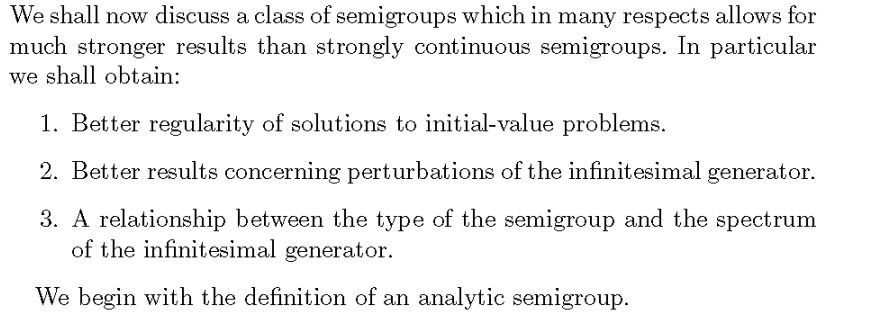 We shall now discuss a class of semigroups which in many respects allows for
much stronger results than strongly continuous semigroups. In particular
we shall obtain:
1. Better regularity of solutions to initial-value problems.
2. Better results concerning perturbations of the infinitesimal generator.
3. A relationship between the type of the semigroup and the spectrum
of the infinitesimal generator.
We begin with the definition of an analytic semigroup.